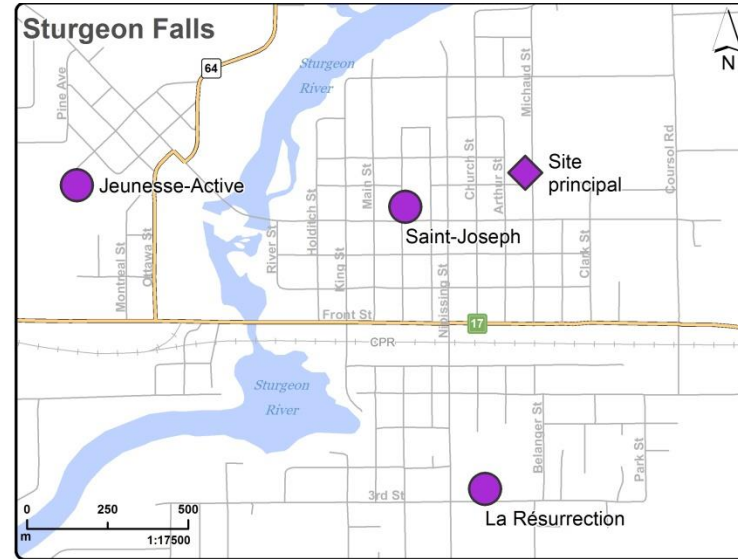 Sturgeon Falls
64
Pine Ave
Sturgeon
River
Michaud St
N
Coursol Rd
Jeunesse-Active
Main St
Church St
Arthur St
Site
principal
Holditch St
Saint-Joseph
Montreal St
Ottawa St
River St
King St
Clark St
Nipissing St
Front St
17
CPR
Sturgeon
River
Belanger St
Park St
3rd St
La Résurrection
0 250 500
m 1:17500